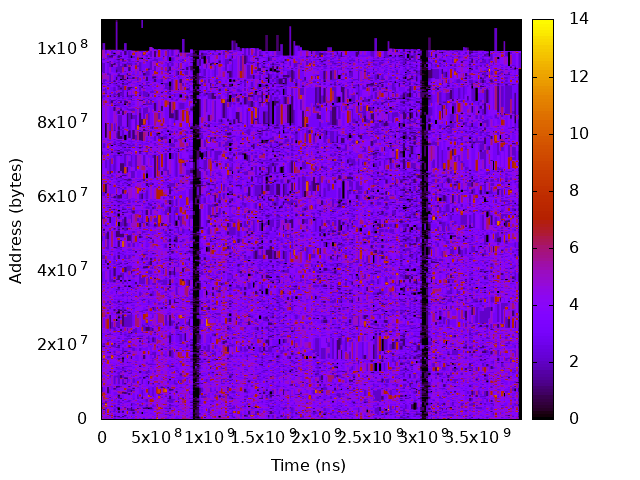 1x10^8
8x10^7
6x10^7
4x10^7
2x10^7
0
Address (bytes)
0 5x10^8 1x10^9 1.5x10^9 2x10^9 2.5x10^9 3x10^9 3.5x10^9
Time (ns)
14
12
10
8
6
4
2
0